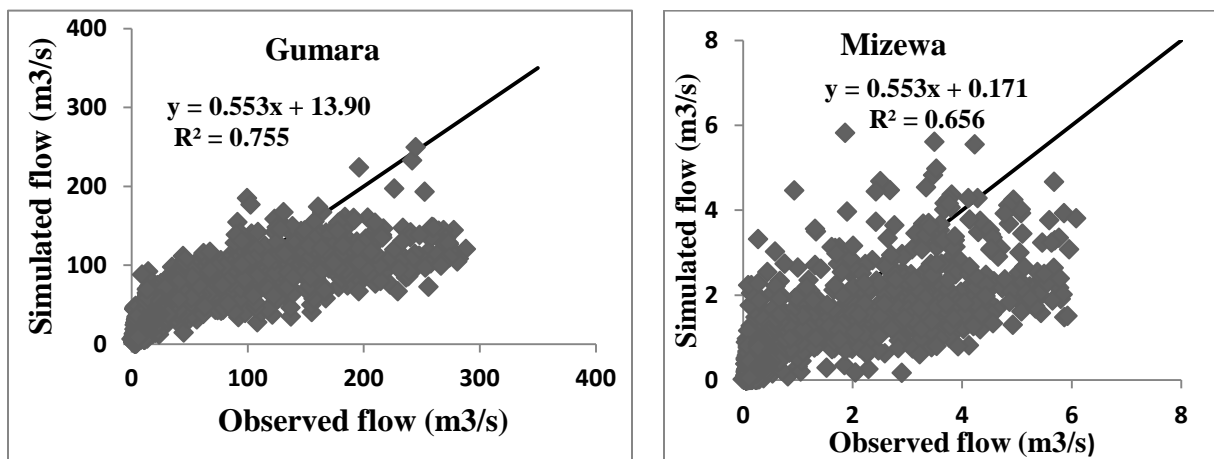 Gumara
y = 0.553x + 13.90
R² = 0.755
Simulated flow (m3/s)
400
300
200
100
0
0 100 200 300 400
Observed flow (m3/s)
Mizewa
y = 0.553x + 0.171
R² = 0.656
Simulated flow (m3/s)
8
6
4
2
0
0 2 4 6 8
Observed flow (m3/s)